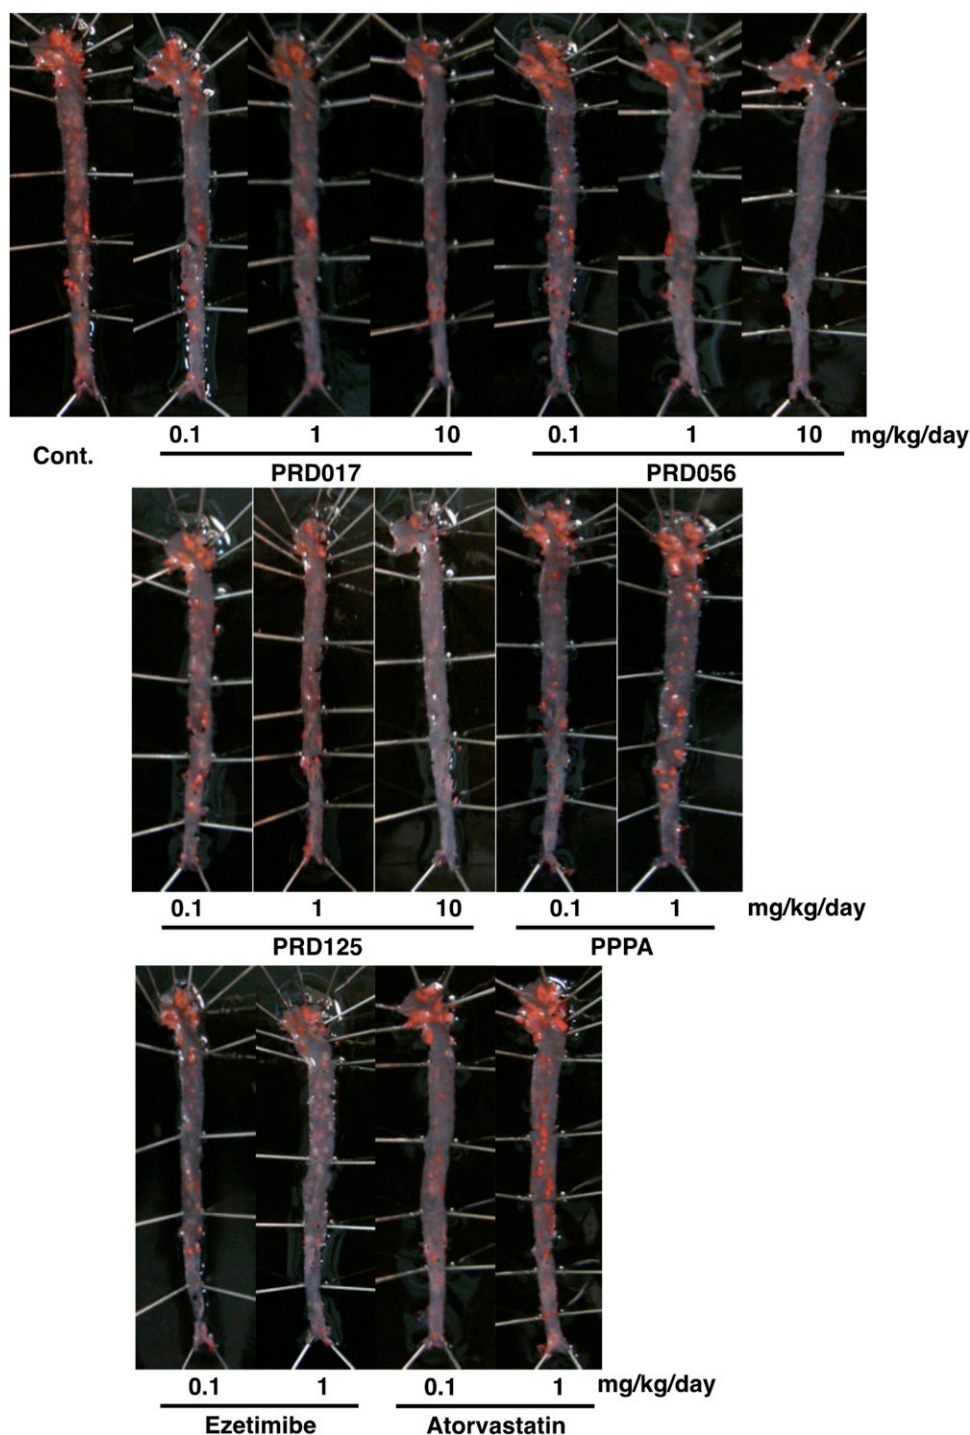 Cont.
0.1 1 10 0.1 1 10 mg/kg/day
PRD017 PRD056
0.1 1 10 0.1 1 mg/kg/day
PRD125 PPPA
0.1 1 0.1 1 mg/kg/day
Ezetimibe Atorvastatin